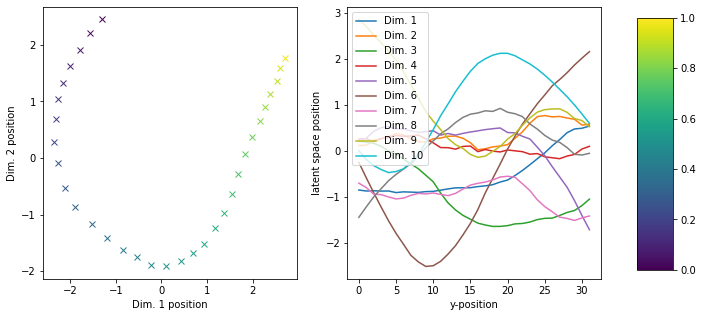 2
1
0
−1
−2
Dim. 2 position
−2
−1
0
1
2
Dim. 1 position
3
2
1
0
−1
−2
latent space position
Dim. 1
Dim. 2
Dim. 3
Dim. 4
Dim. 5
Dim. 6
Dim. 7
Dim. 8
Dim. 9
Dim. 10
0
5
10
15
20
25
30
y-position
1.0
0.8
0.6
0.4
0.2
0.0